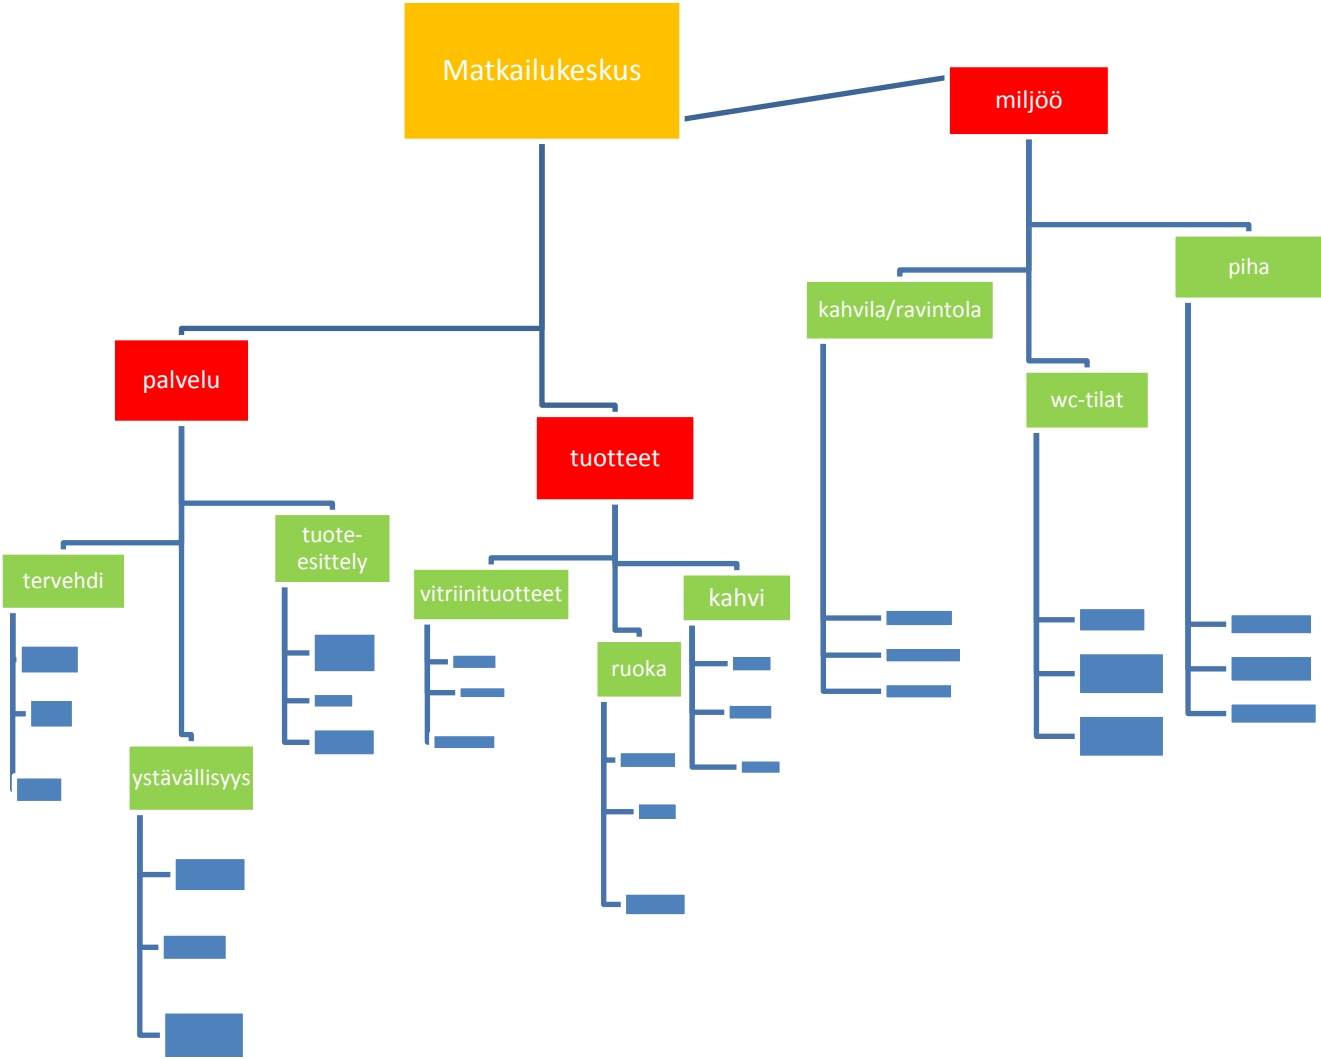 Matkailukeskus
miljöö
piha
kahvila/ravintola
palvelu
wc-tilat
tuotteet
tuote-
esittely
tervehdi
vitriinituotteet
kahvi
ruoka
ystävällisyys